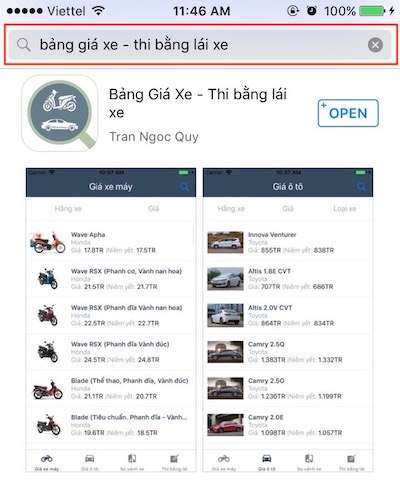 Viettel 11:46 AM 100%
bảng giá xe - thi bằng lái xe
Bảng Giá Xe - Thi bằng lái
xe
Tran Ngoc Quy
OPEN
Carrier 10:37 AM
Giá xe máy
Hãng xe Giá
Wave Apha
Honda
Giá: 17.8TR |Niêm yết: 17.5TR
Wave RSX (Phanh cơ, Vành nan hoa)
Honda
Giá: 21.5TR |Niêm yết: 21.7TR
Wave RSX (Phanh đĩa Vành nan hoa)
Honda
Giá: 22.5TR |Niêm yết: 22.7TR
Wave RSX (Phanh đĩa Vành đúc)
Honda
Giá: 24.5TR |Niêm yết: 24.8TR
Blade (Thể thao, Phanh đĩa, Vành đúc)
Honda
Giá: 21.1TR |Niêm yết: 20.7TR
Blade (Tiêu chuẩn. Phanh đĩa - Vành...
Honda
Giá: 19.6TR |Niêm yết: 18.5TR
Giá xe máy Giá ô tô So sánh xe Thi bằng lái
Carrier 10:37 AM
Giá ô tô
Hãng xe Giá Loại xe
Innova Venturer
Toyota
Giá: 855TR |Niêm yết: 838TR
Altis 1.8E CVT
Toyota
Giá: 707TR |Niêm yết: 686TR
Altis 2.0V CVT
Toyota
Giá: 864TR |Niêm yết: 834TR
Camry 2.5Q
Toyota
Giá: 1.383TR |Niêm yết: 1.332TR
Camry 2.5G
Toyota
Giá: 1.236TR |Niêm yết: 1.199TR
Camry 2.0E
Toyota
Giá: 1.098TR |Niêm yết: 1.057TR
Giá xe máy Giá ô tô So sánh xe Thi bằng lái